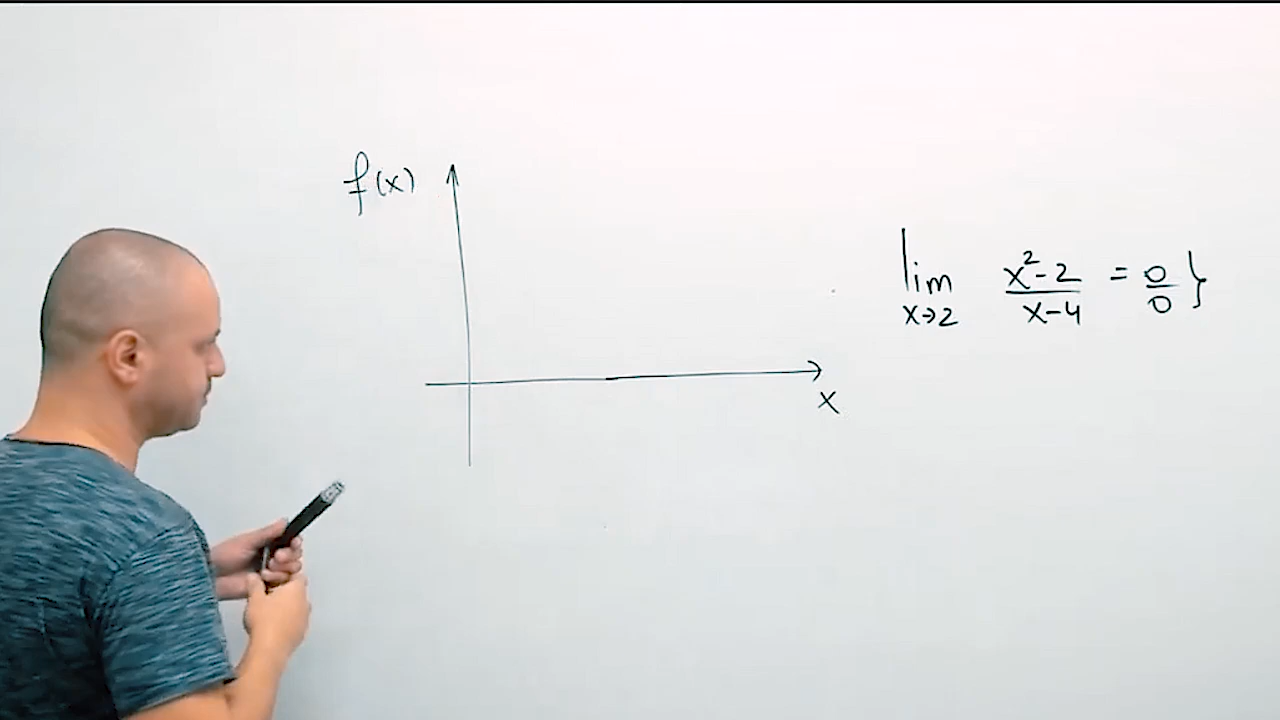 f(x)
lim x→2 x²-2/x-4 = 0/0}
x